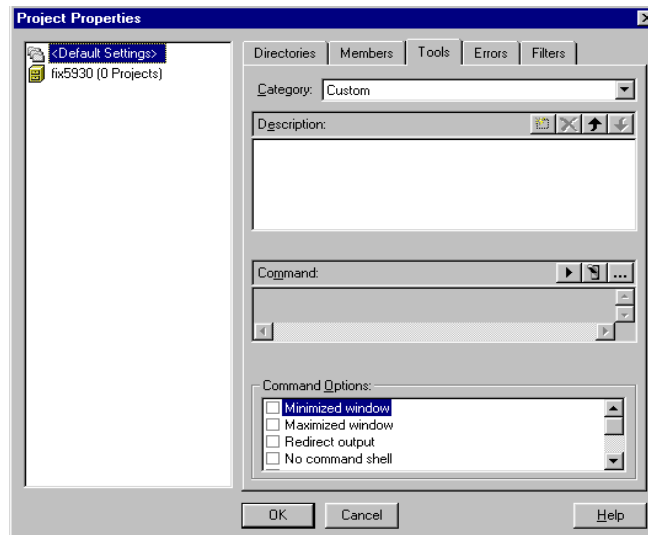 Project Properties
<Default Settings>
fix5930 (0 Projects)
Directories Members Tools Errors Filters
Category: Custom
Description:
Command:
Command Options:
Minimized window
Maximized window
Redirect output
No command shell
OK Cancel Help